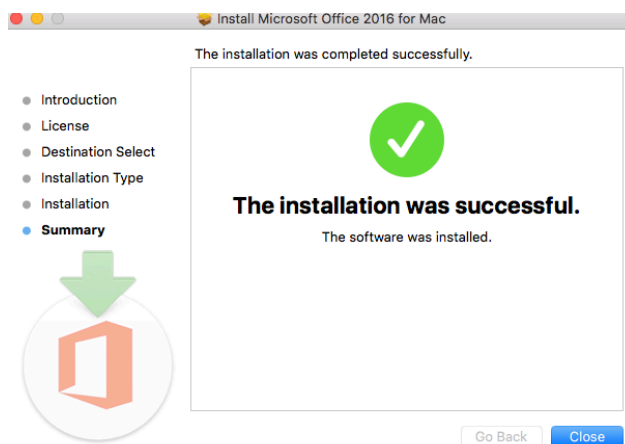 Install Microsoft Office 2016 for Mac
The installation was completed successfully.
Introduction
License
Destination Select
Installation Type
Installation
Summary
The installation was successful.
The software was installed.
Go Back
Close